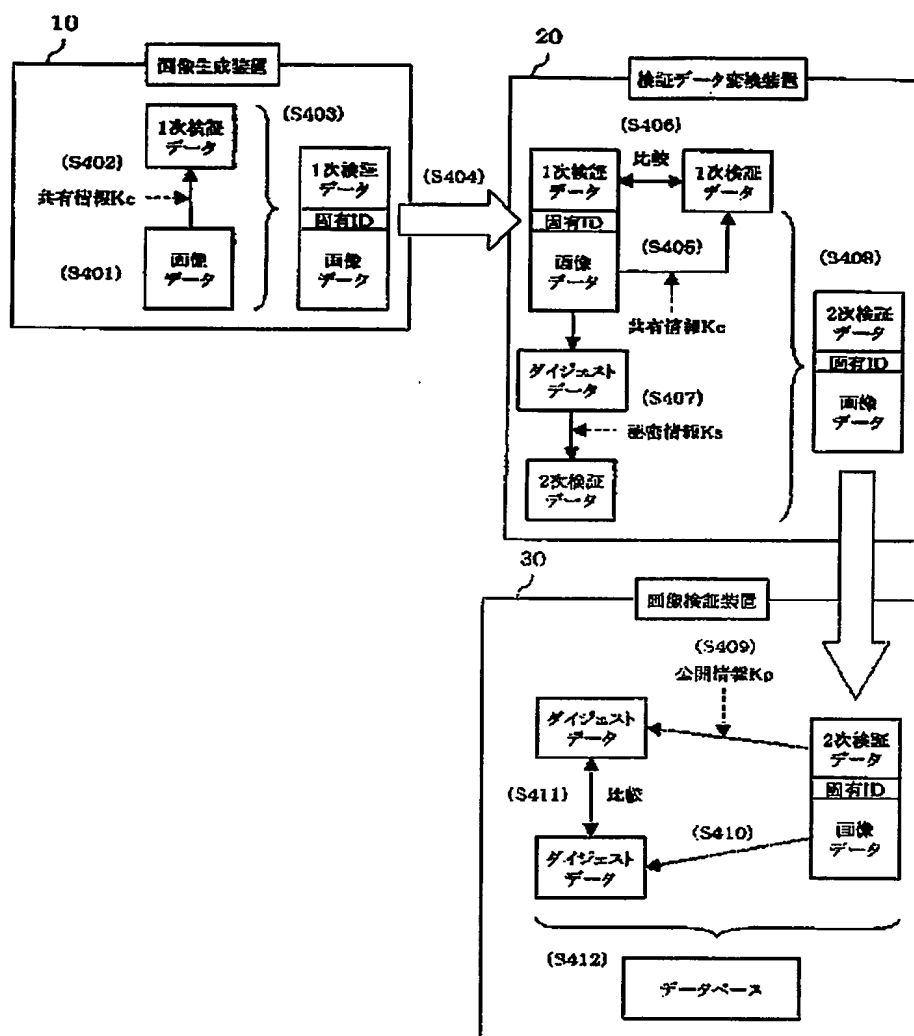 10
画像生成装置
(S403)
1次検証
データ
(S402)
共有情報Kc
(S401)
画像
データ
1次検証
データ
固有ID
画像
データ
(S404)
20
検証データ変換装置
(S406)
比較
1次検証
データ
固有ID
画像
データ
1次検証
データ
(S405)
共有情報Kc
ダイジェスト
データ
(S407)
秘密情報Ks
2次検証
データ
(S408)
2次検証
データ
固有ID
画像
データ
30
画像検証装置
(S409)
公開情報Kp
ダイジェスト
データ
2次検証
データ
固有ID
画像
データ
(S411)
比較
(S410)
ダイジェスト
データ
(S412)
データベース